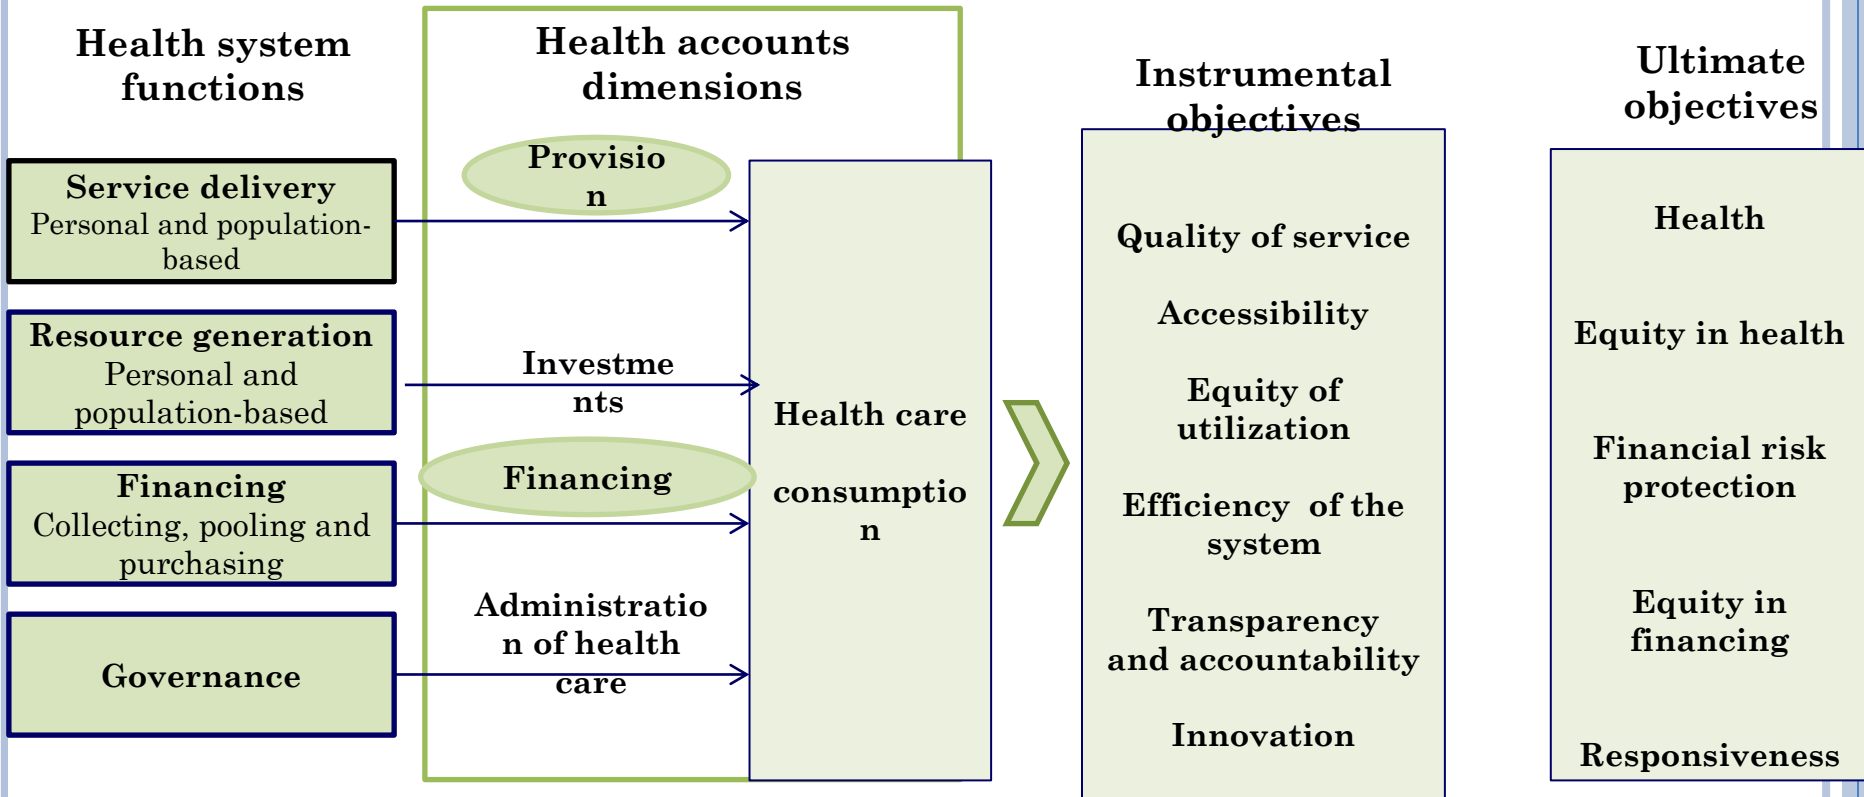 Health system
functions
Service delivery
Personal and population-
based
Resource generation
Personal and
population-based
Financing
Collecting, pooling and
purchasing
Governance
Health accounts
dimensions
Provisio
n
Investme
nts
Financing
Administratio
n of health
care
Health care
consumptio
n
Instrumental
objectives
Quality of service
Accessibility
Equity of
utilization
Efficiency of the
system
Transparency
and accountability
Innovation
Ultimate
objectives
Health
Equity in health
Financial risk
protection
Equity in
financing
Responsiveness